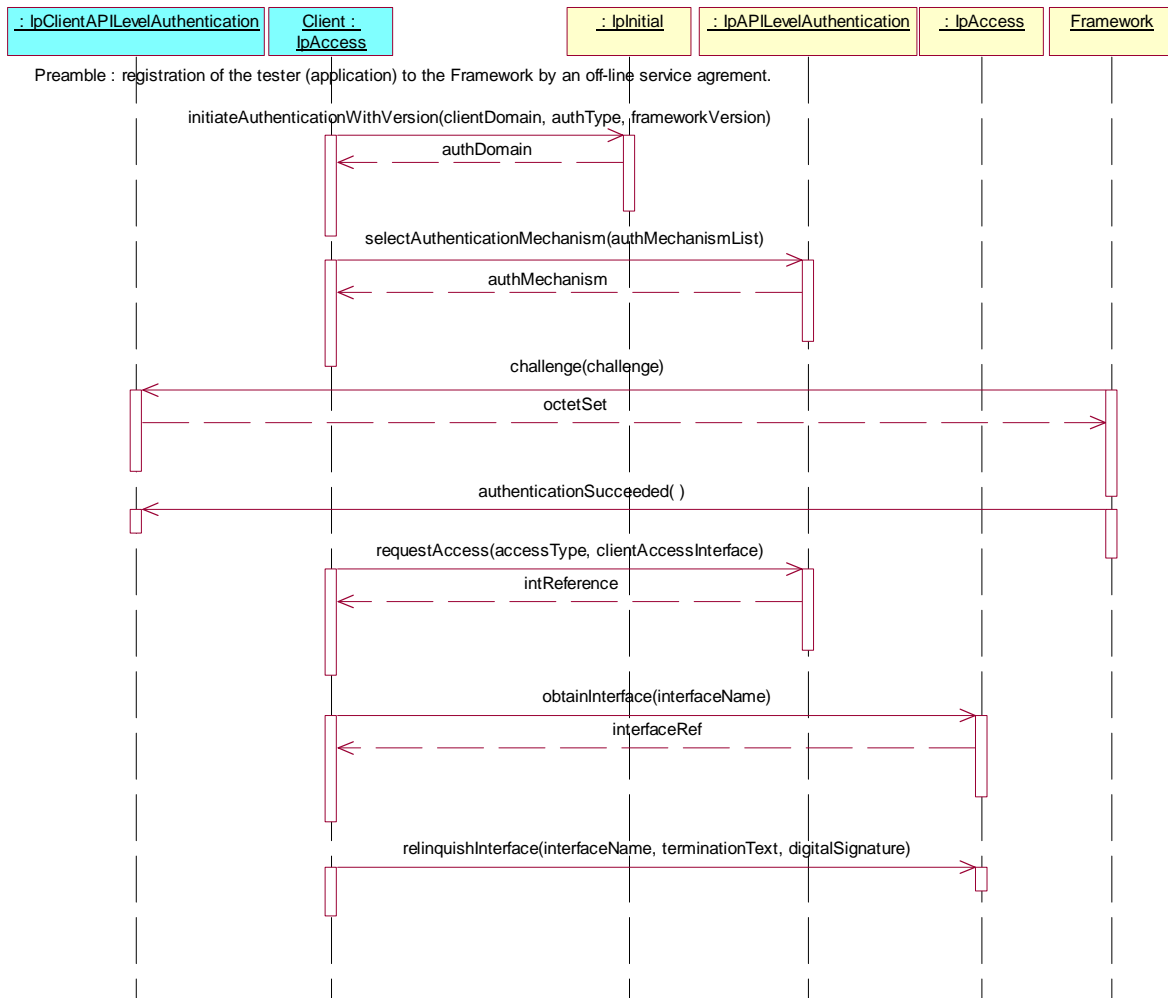 : IpClientAPILevelAuthentication
Client :
IpAccess
: IpInitial
: IpAPILevelAuthentication
: IpAccess
Framework
Preamble : registration of the tester (application) to the Framework by an off-line service agrement.
initiateAuthenticationWithVersion(clientDomain, authType, frameworkVersion)
authDomain
selectAuthenticationMechanism(authMechanismList)
authMechanism
challenge(challenge)
octetSet
authenticationSucceeded( )
requestAccess(accessType, clientAccessInterface)
intReference
obtainInterface(interfaceName)
interfaceRef
relinquishInterface(interfaceName, terminationText, digitalSignature)